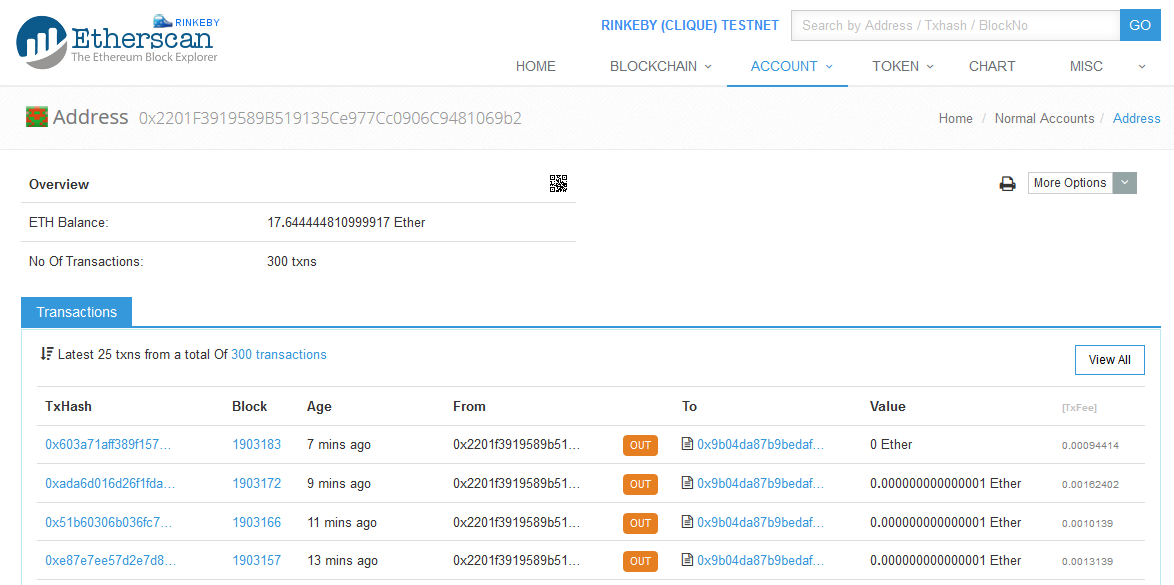 RINKEBY
Etherscan
The Ethereum Block Explorer
RINKEBY (CLIQUE) TESTNET
Search by Address / Txhash / BlockNo
GO
HOME BLOCKCHAIN ACCOUNT TOKEN CHART MISC
Address 0x2201F3919589B519135Ce977Cc0906C9481069b2
Home / Normal Accounts / Address
Overview
More Options
ETH Balance: 17.644444810999917 Ether
No Of Transactions: 300 txns
Transactions
Latest 25 txns from a total Of 300 transactions
View All
TxHash Block Age From To Value [TxFee]
0x603a71aff389f157... 1903183 7 mins ago 0x2201f3919589b51... OUT 0x9b04da87b9bedaf... 0 Ether 0.00094414
0xada6d016d26f1fda... 1903172 9 mins ago 0x2201f3919589b51... OUT 0x9b04da87b9bedaf... 0.000000000000001 Ether 0.00162402
0x51b60306b036fc7... 1903166 11 mins ago 0x2201f3919589b51... OUT 0x9b04da87b9bedaf... 0.000000000000001 Ether 0.0010139
0xe87e7ee57d2e7d8... 1903157 13 mins ago 0x2201f3919589b51... OUT 0x9b04da87b9bedaf... 0.000000000000001 Ether 0.0013139